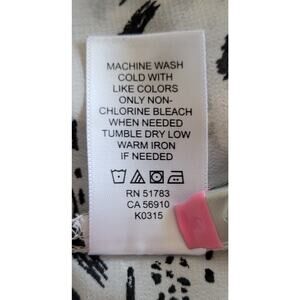 MACHINE WASH
COLD WITH
LIKE COLORS
ONLY NON-
CHLORINE BLEACH
WHEN NEEDED
TUMBLE DRY LOW
WARM IRON
IF NEEDED
RN 51783
CA 56910
K0315